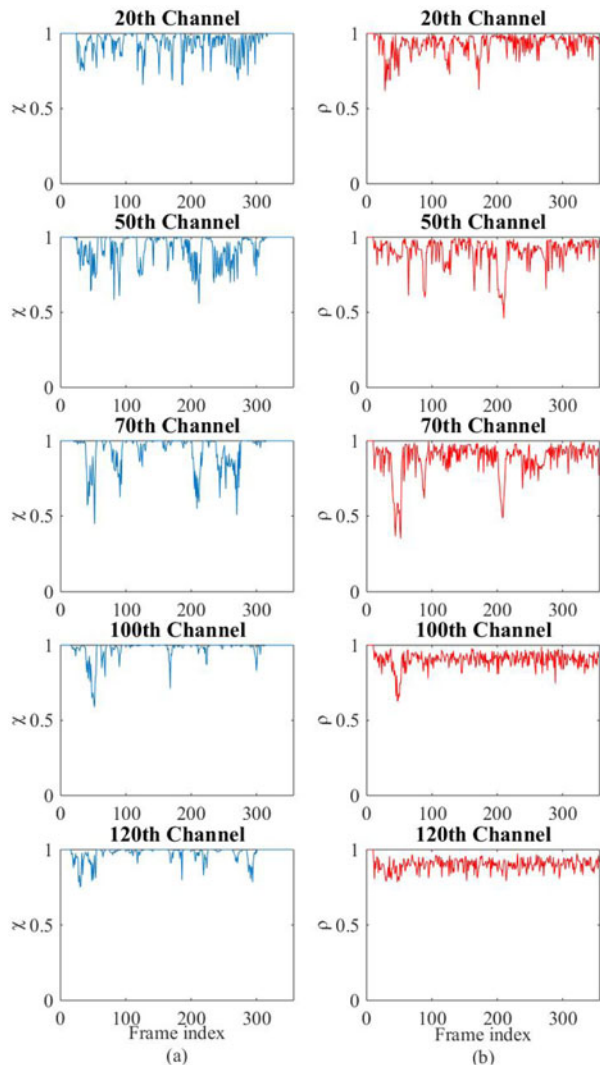 20th Channel 20th Channel
1 1
χ 0.5 ρ 0.5
0 0
0 100 200 300 0 100 200 300
50th Channel 50th Channel
1 1
χ 0.5 ρ 0.5
0 0
0 100 200 300 0 100 200 300
70th Channel 70th Channel
1 1
χ 0.5 ρ 0.5
0 0
0 100 200 300 0 100 200 300
100th Channel 100th Channel
1 1
χ 0.5 ρ 0.5
0 0
0 100 200 300 0 100 200 300
120th Channel 120th Channel
1 1
χ 0.5 ρ 0.5
0 0
0 100 200 300 0 100 200 300
Frame index Frame index
(a) (b)